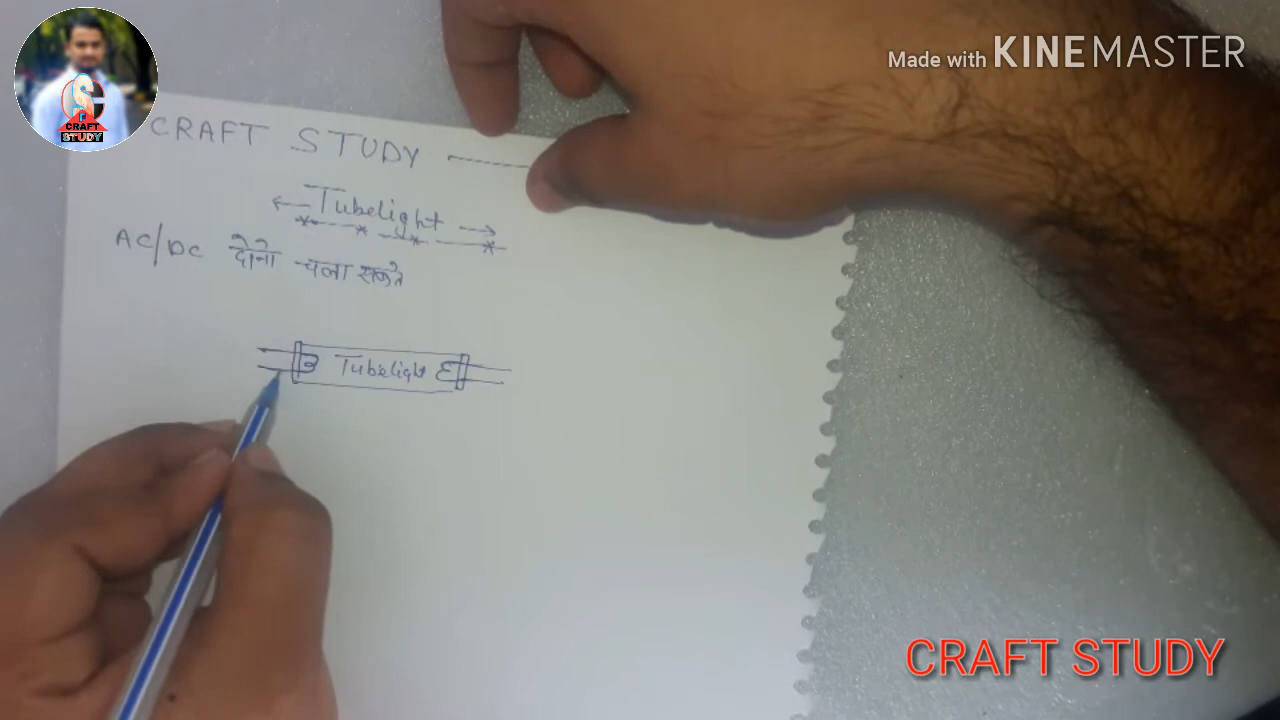 Made with KINEMASTER
CRAFT STUDY
CRAFT STUDY
Tubelight
AC/DC दोनो चला सकते
Tubelight
CRAFT STUDY